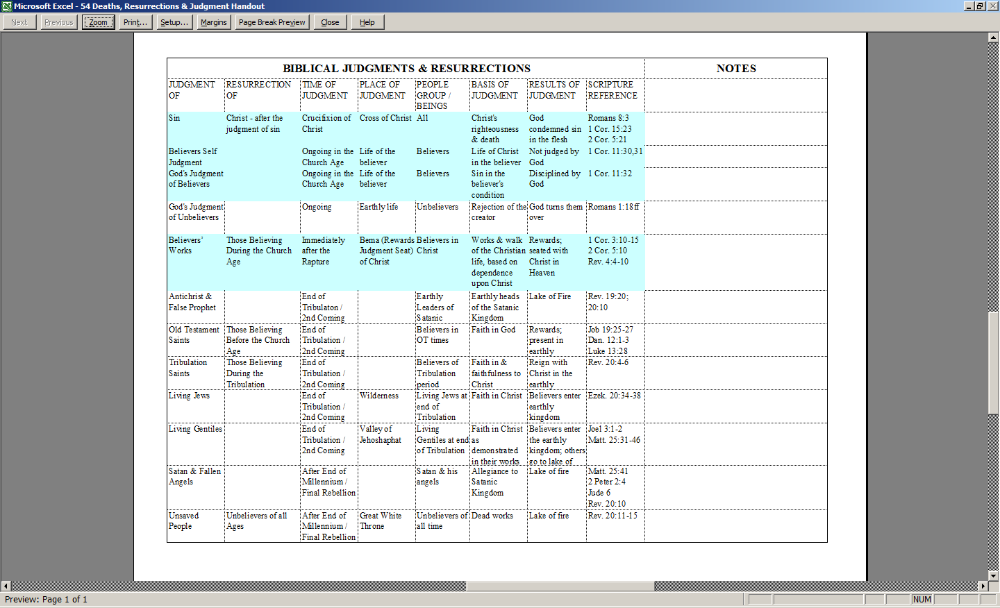 Microsoft Excel - 54 Deaths, Resurrections & Judgment Handout
Next Previous Zoom Print... Setup... Margins Page Break Preview Close Help
BIBLICAL JUDGMENTS & RESURRECTIONS NOTES
JUDGMENT RESURRECTION TIME OF PLACE OF PEOPLE BASIS OF RESULTS OF SCRIPTURE
OF OF JUDGMENT JUDGMENT GROUP / JUDGMENT JUDGMENT REFERENCE
BEINGS
Sin Christ - after the Crucifixion of Cross of Christ All Christ's God Romans 8:3
judgment of sin Christ righteousness condemned sin 1 Cor. 15:23
& death in the flesh 2 Cor. 5:21
Believers Self Ongoing in the Life of the Believers Life of Christ Not judged by 1 Cor. 11:30,31
Judgment Church Age believer in the believer God
God's Judgment Ongoing in the Life of the Believers Sin in the Disciplined by 1 Cor. 11:32
of Believers Church Age believer believer's God
condition
God's Judgment Ongoing Earthly life Unbelievers Rejection of the God turns them Romans 1:18ff
of Unbelievers creator over
Believers' Those Believing Immediately Bema (Rewards Believers in Works & walk Rewards; 1 Cor. 3:10-15
Works During the Church after the Judgment Seat) Christ of the Christian seated with 2 Cor. 5:10
Age Rapture of Christ life, based on Christ in Rev. 4:4-10
dependence Heaven
upon Christ
Antichrist & End of Earthly Earthly heads Lake of Fire Rev. 19:20;
False Prophet Tribulaton / Leaders of of the Satanic 20:10
2nd Coming Satanic Kingdom
Old Testament Those Believing End of Believers in Faith in God Rewards; Job 19:25-27
Saints Before the Church Tribulation / OT times present in Dan. 12:1-3
Age 2nd Coming earthly Luke 13:28
Tribulation Those Believing End of Believers of Faith in & Reign with Rev. 20:4-6
Saints During the Tribulation / Tribulation faithfulness to Christ in the
Tribulation 2nd Coming period Christ earthly
Living Jews End of Wilderness Living Jews at Faith in Christ Believers enter Ezek. 20:34-38
Tribulation / end of earthly
2nd Coming Tribulation kingdom
Living Gentiles End of Valley of Living Faith in Christ Believers enter Joel 3:1-2
Tribulation / Jehoshaphat Gentiles at end as the earthly Matt. 25:31-46
2nd Coming of Tribulation demonstrated kingdom; others
in their works go to lake of
Satan & Fallen After End of Satan & his Allegiance to Lake of fire Matt. 25:41
Angels Millennium / angels Satanic 2 Peter 2:4
Final Rebellion Kingdom Jude 6
Rev. 20:10
Unsaved Unbelievers of all After End of Great White Unbelievers of Dead works Lake of fire Rev. 20:11-15
People Ages Millennium / Throne all time
Final Rebellion
Preview: Page 1 of 1 NUM